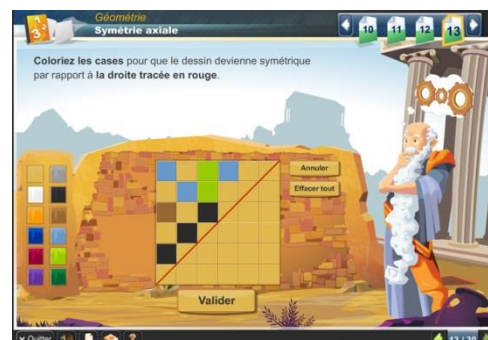 Géométrie
Symétrie axiale
10 11 12 13
Coloriez les cases pour que le dessin devienne symétrique
par rapport à la droite tracée en rouge.
Annuler
Effacer tout
Valider
Quitter
?